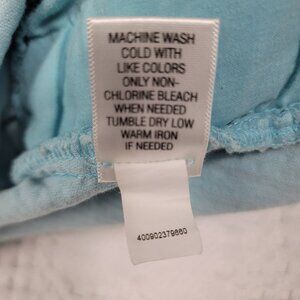 MACHINE WASH
COLD WITH
LIKE COLORS
ONLY NON-
CHLORINE BLEACH
WHEN NEEDED
TUMBLE DRY LOW
WARM IRON
IF NEEDED
400902379660